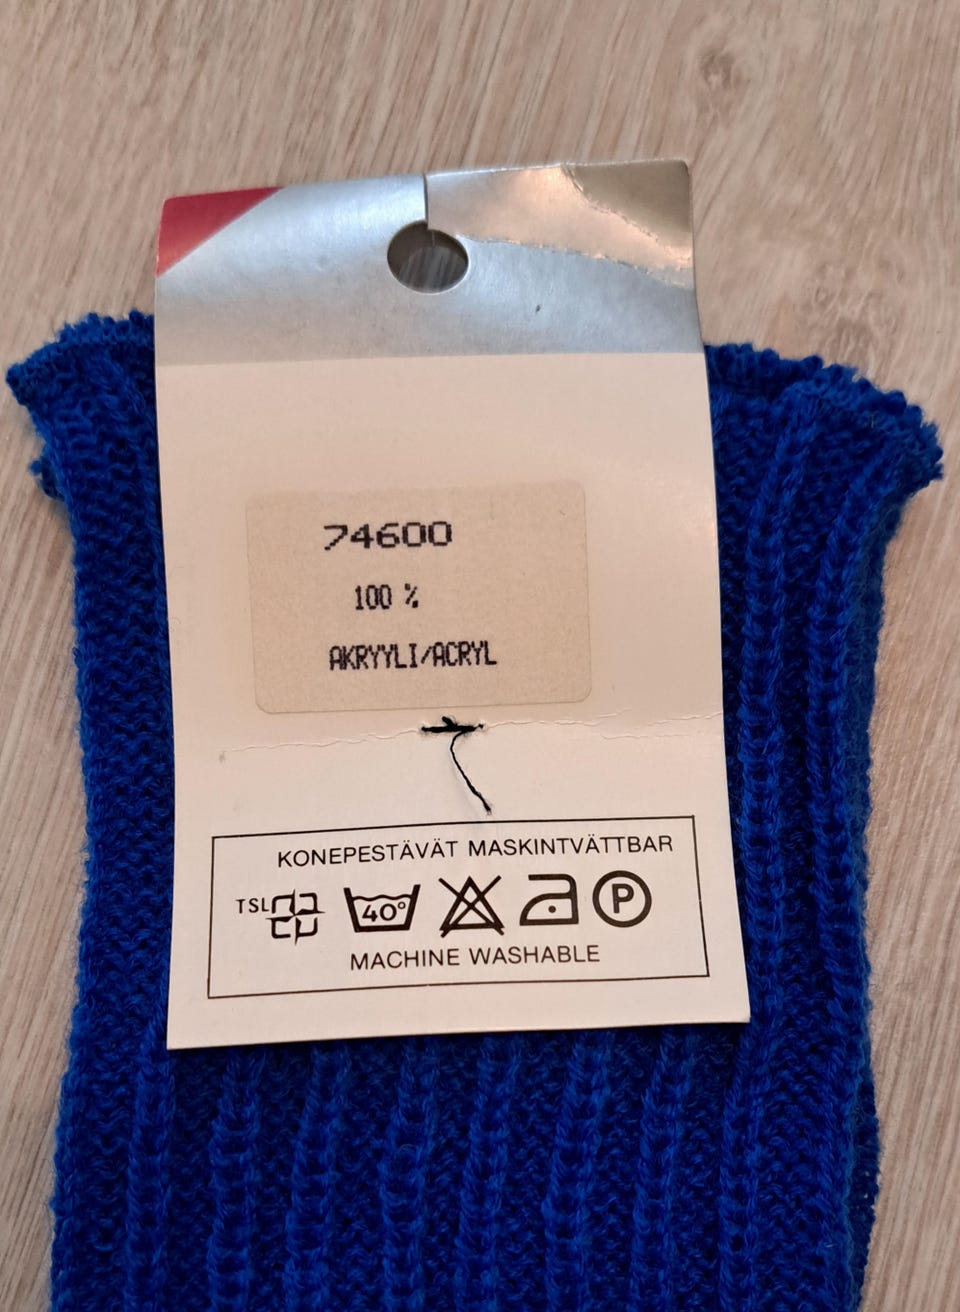 74600
100 %
AKRYYLI/ACRYL
KONEPESTÄVÄT MASKINTVÄTTBAR
TSL 40° P
MACHINE WASHABLE